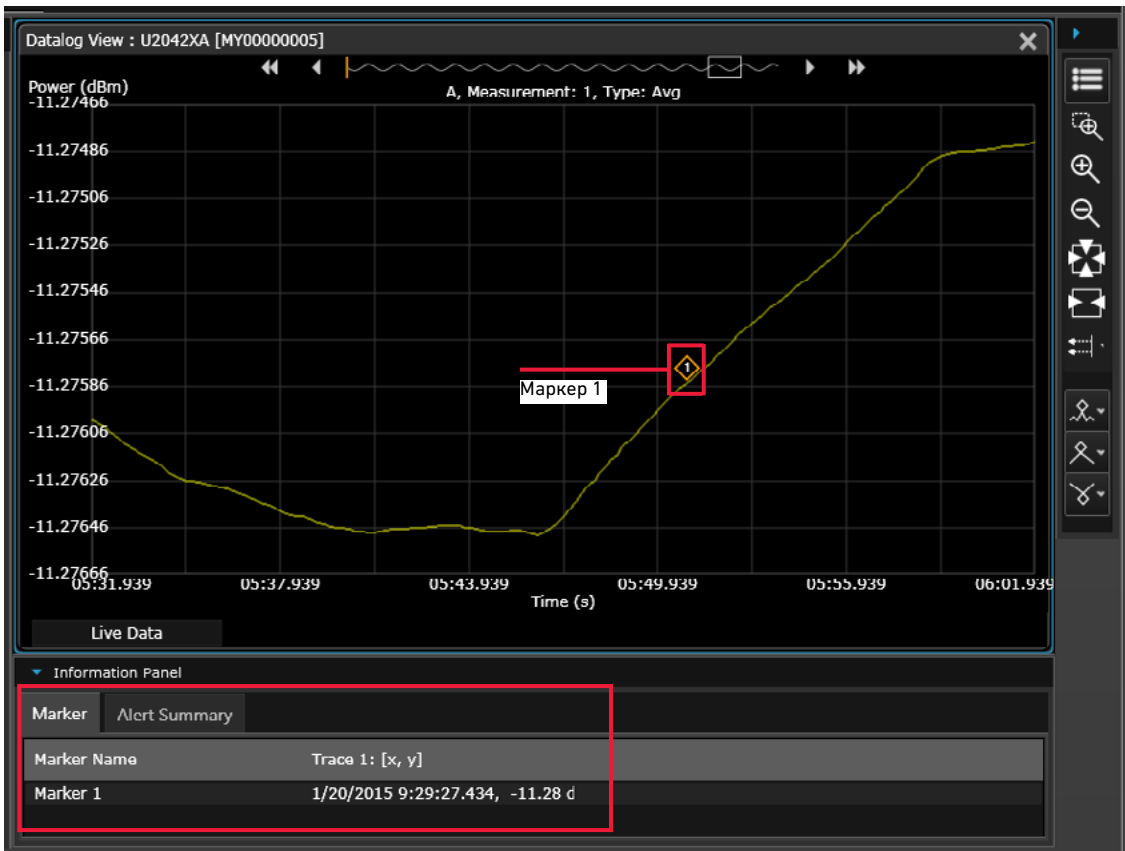 Datalog View : U2042XA [MY00000005]
Power (dBm)
A, Measurement: 1, Type: Avg
-11.27466
-11.27486
-11.27506
-11.27526
-11.27546
-11.27566
1
Маркер 1
-11.27586
-11.27606
-11.27626
-11.27646
-11.27666
05:31.939 05:37.939 05:43.939 05:49.939 05:55.939 06:01.939
Time (s)
Live Data
Information Panel
Marker Alert Summary
Marker Name Trace 1: [x, y]
Marker 1 1/20/2015 9:29:27.434, -11.28 d